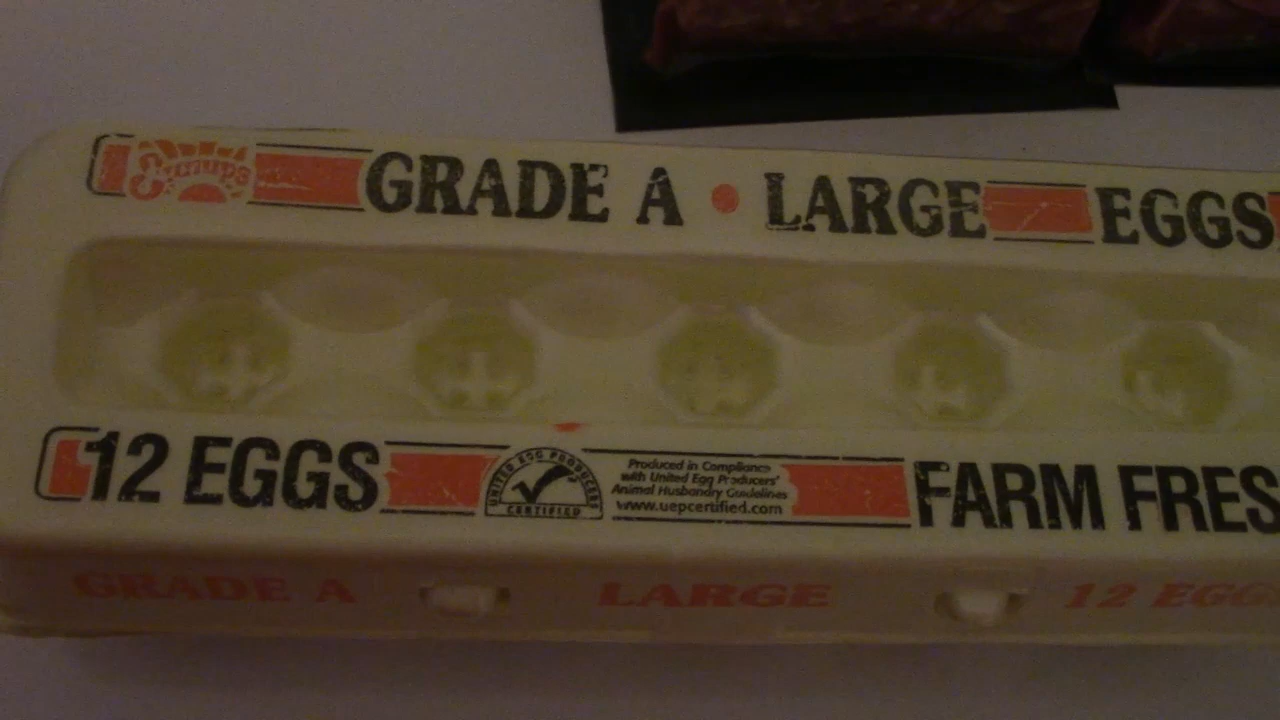 GRADE A • LARGE EGGS
12 EGGS
UNITED EGG PRODUCERS
CERTIFIED
Produced in Compliance
with United Egg Producers'
Animal Husbandry Guidelines
www.uepcertified.com
FARM FRES
GRADE A LARGE 12 EGGS